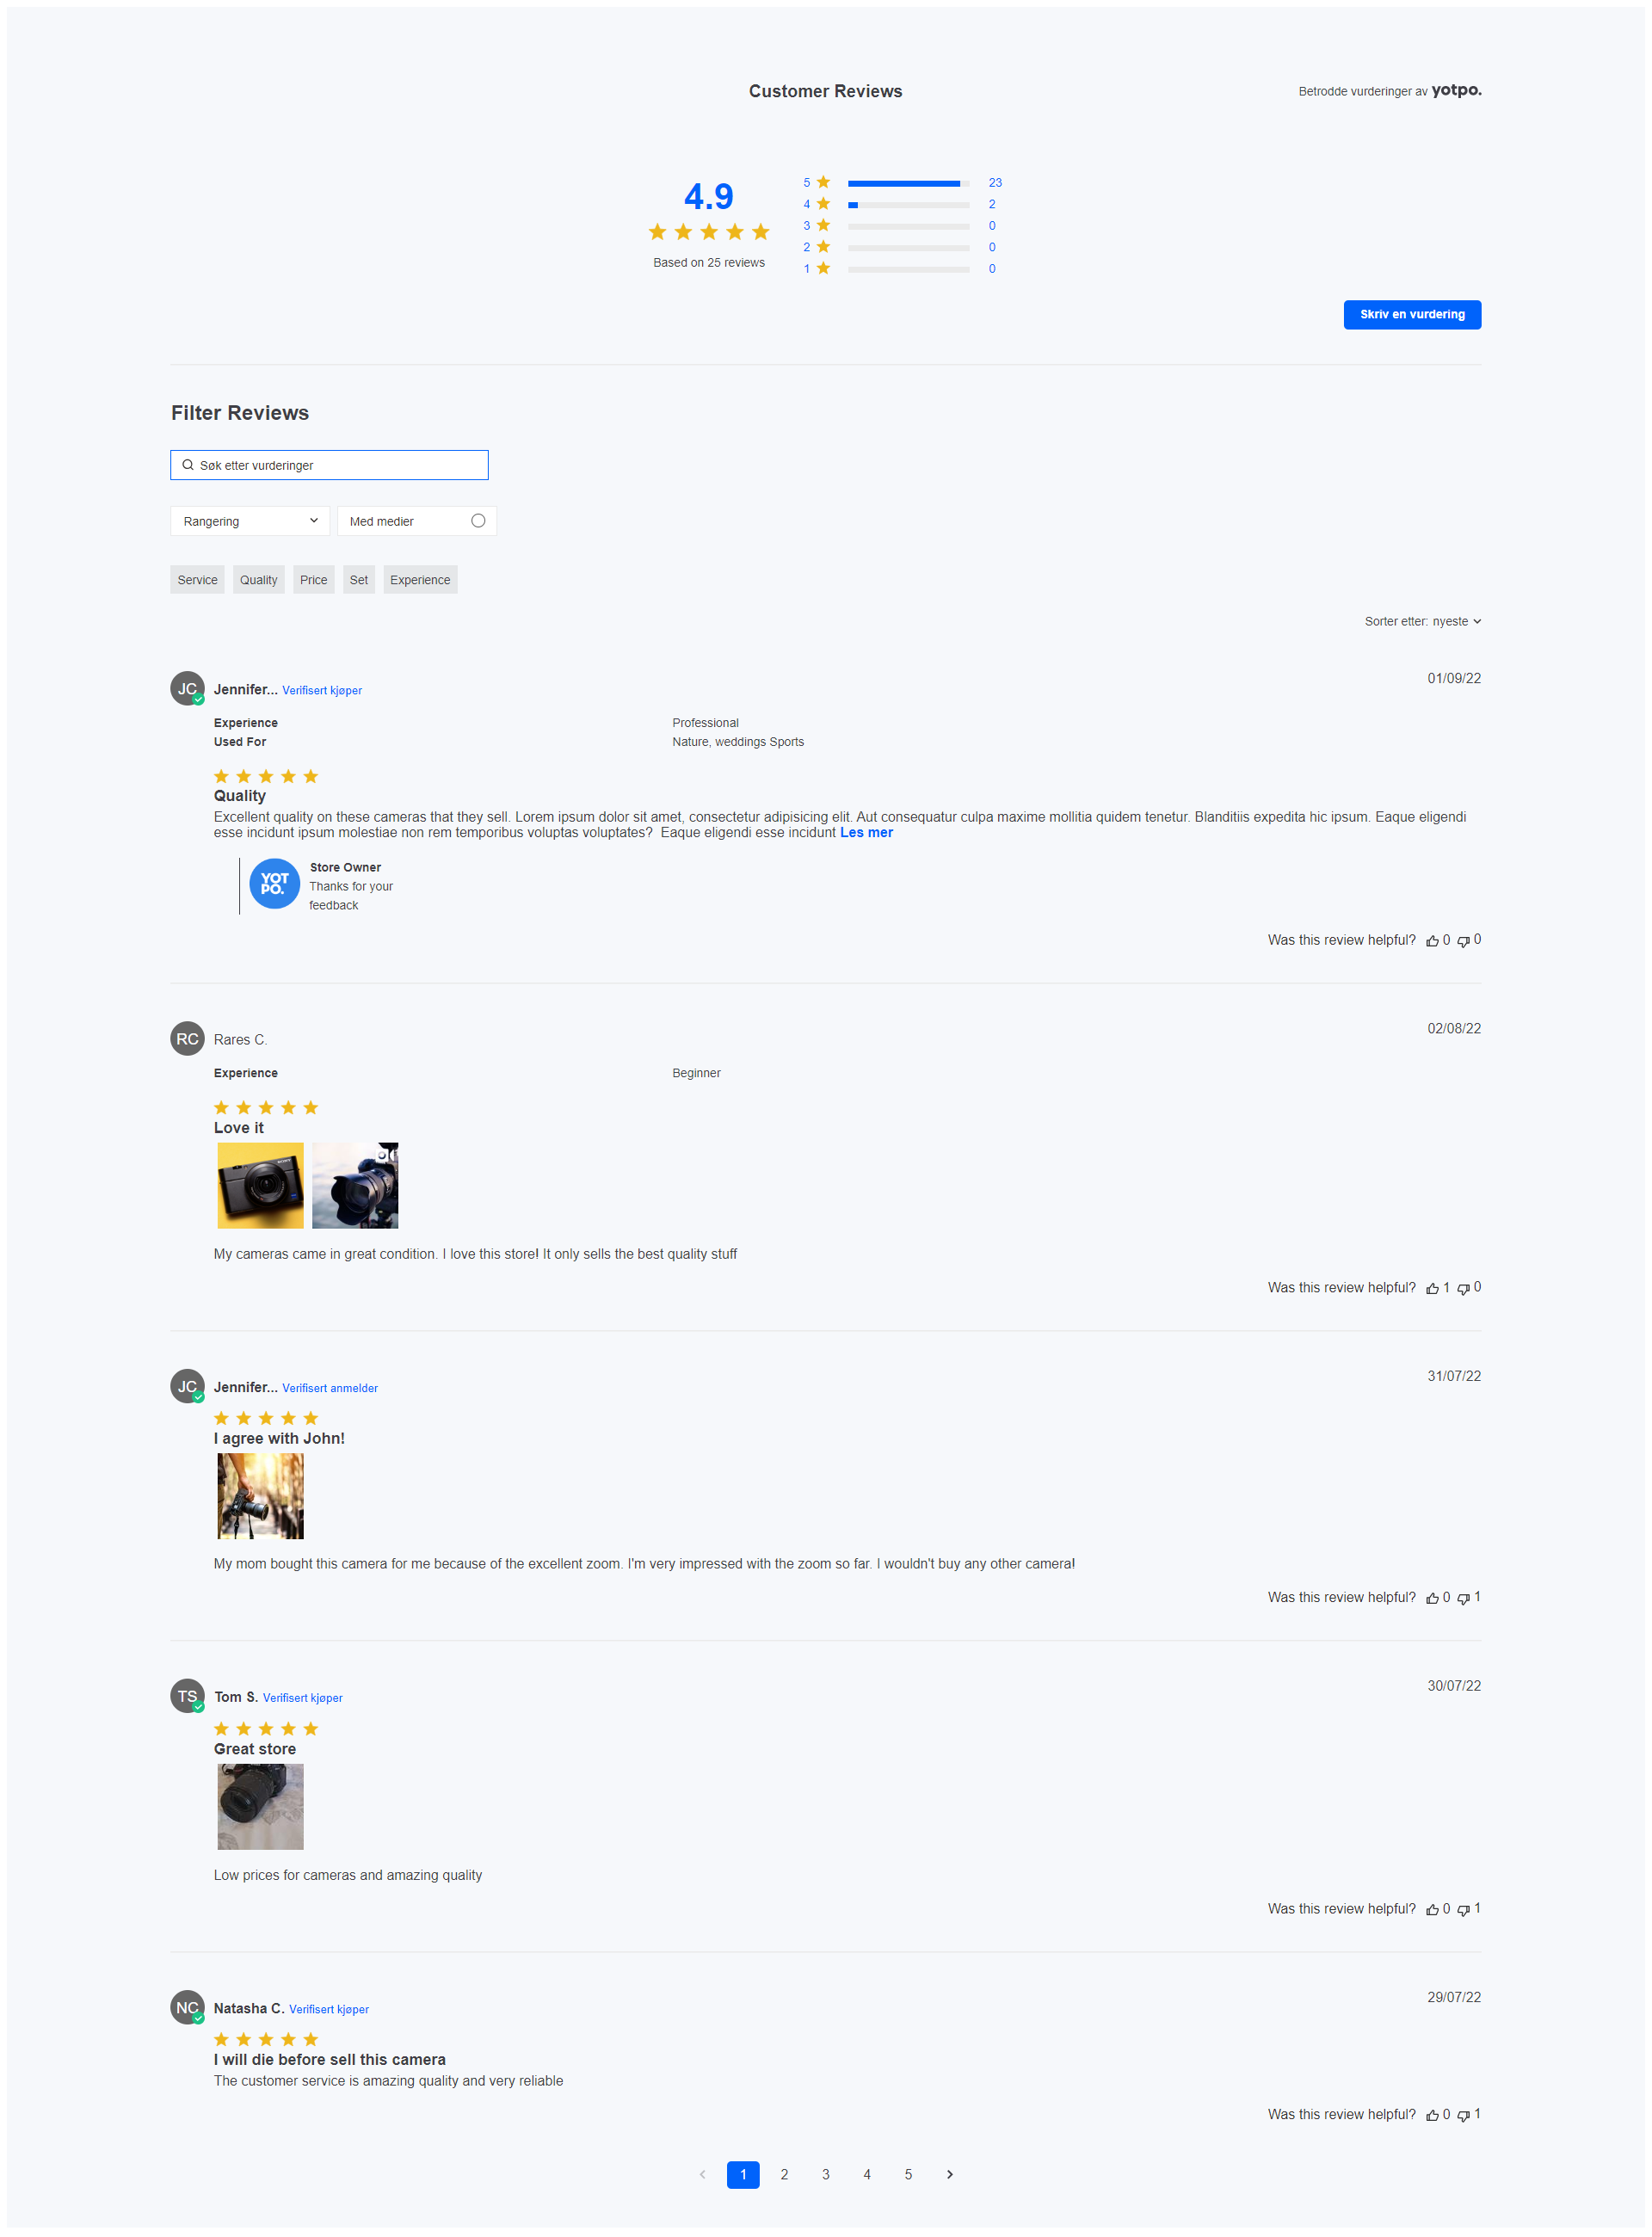 Customer Reviews
Betrodde vurderinger av yotpo.
4.9
Based on 25 reviews
5 23
4 2
3 0
2 0
1 0
Skriv en vurdering
Filter Reviews
Søk etter vurderinger
Rangering Med medier
Service Quality Price Set Experience
Sorter etter: nyeste
JC Jennifer... Verifisert kjøper 01/09/22
Experience Professional
Used For Nature, weddings Sports
Quality
Excellent quality on these cameras that they sell. Lorem ipsum dolor sit amet, consectetur adipisicing elit. Aut consequatur culpa maxime mollitia quidem tenetur. Blanditiis expedita hic ipsum. Eaque eligendi
esse incidunt ipsum molestiae non rem temporibus voluptas voluptates? Eaque eligendi esse incidunt Les mer
YOT
PO.
Store Owner
Thanks for your
feedback
Was this review helpful? 0 0
RC Rares C. 02/08/22
Experience Beginner
Love it
SONY
My cameras came in great condition. I love this store! It only sells the best quality stuff
Was this review helpful? 1 0
JC Jennifer... Verifisert anmelder 31/07/22
I agree with John!
My mom bought this camera for me because of the excellent zoom. I'm very impressed with the zoom so far. I wouldn't buy any other camera!
Was this review helpful? 0 1
TS Tom S. Verifisert kjøper 30/07/22
Great store
Low prices for cameras and amazing quality
Was this review helpful? 0 1
NC Natasha C. Verifisert kjøper 29/07/22
I will die before sell this camera
The customer service is amazing quality and very reliable
Was this review helpful? 0 1
1 2 3 4 5